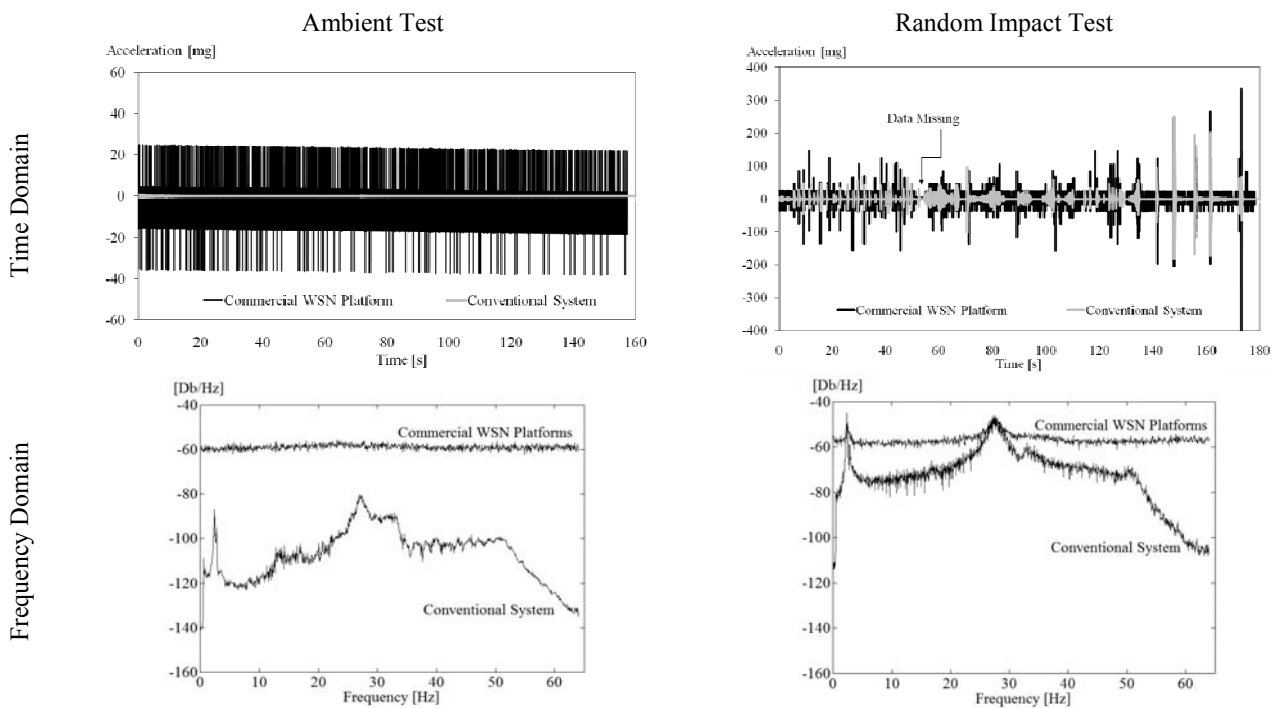 Ambient Test
Random Impact Test
Time Domain
Acceleration [mg]
60
40
20
0
-20
-40
-60
Commercial WSN Platform
Conventional System
0 20 40 60 80 100 120 140 160
Time [s]
Acceleration [mg]
400
300
200
100
0
-100
-200
-300
-400
Data Missing
Commercial WSN Platform
Conventional System
0 20 40 60 80 100 120 140 160 180
Time [s]
Frequency Domain
[Db/Hz]
-40
-60
-80
-100
-120
-140
-160
Commercial WSN Platforms
Conventional System
0 10 20 30 40 50 60
Frequency [Hz]
[Db/Hz]
-40
-60
-80
-100
-120
-140
-160
Commercial WSN Platforms
Conventional System
0 10 20 30 40 50 60
Frequency [Hz]